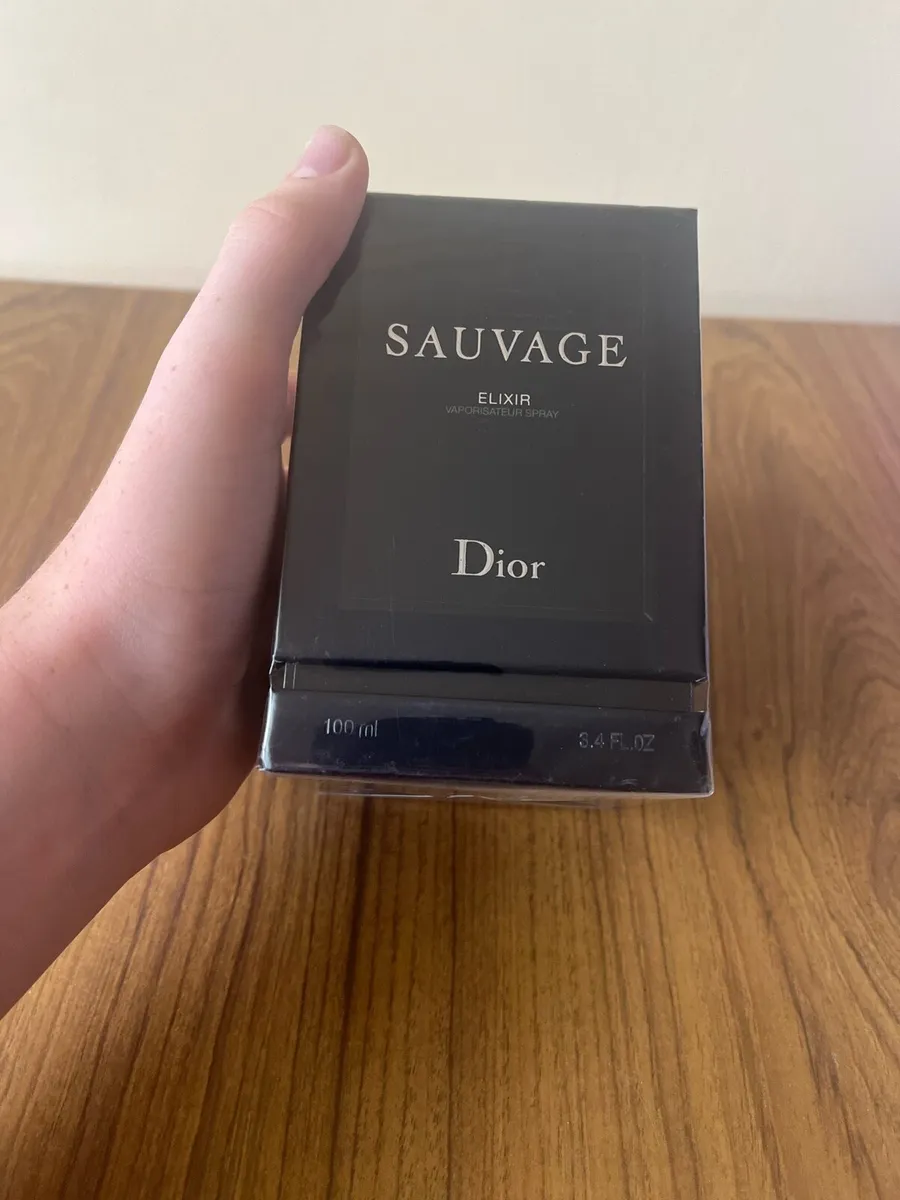 SAUVAGE
ELIXIR
VAPORISATEUR SPRAY
Dior
100 ml 3.4 FL.OZ